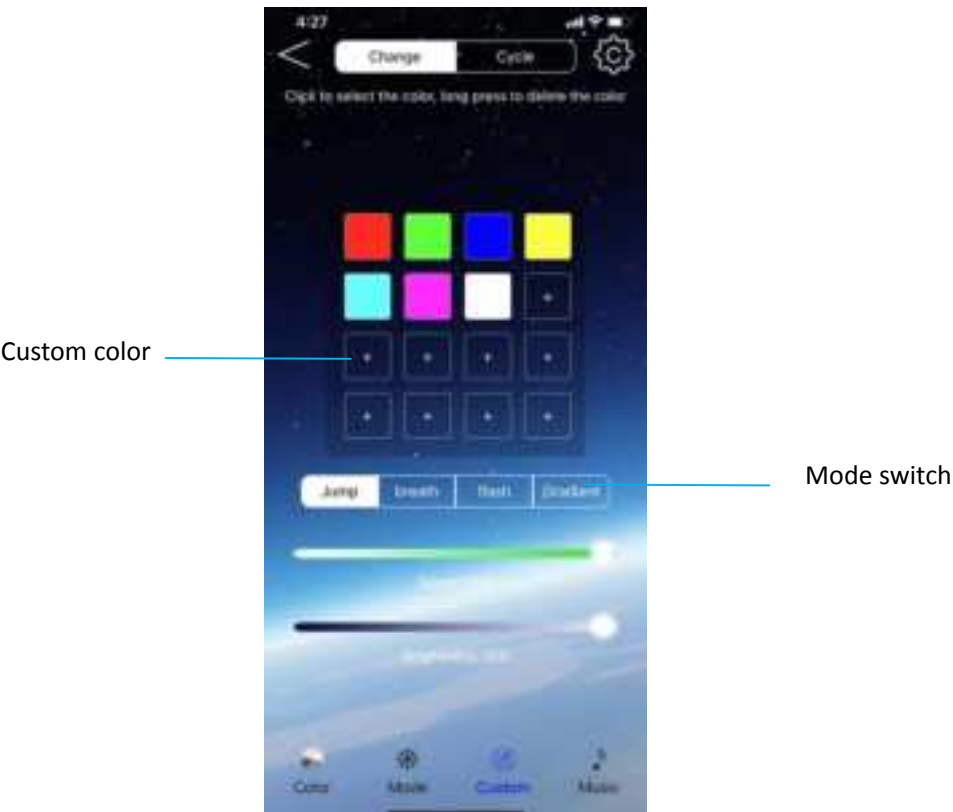 4:27
Change Cycle
Click to select the color, long press to delete the color
Custom color
Mode switch
Jump breath flash Gradient
Color Mode Custom Music